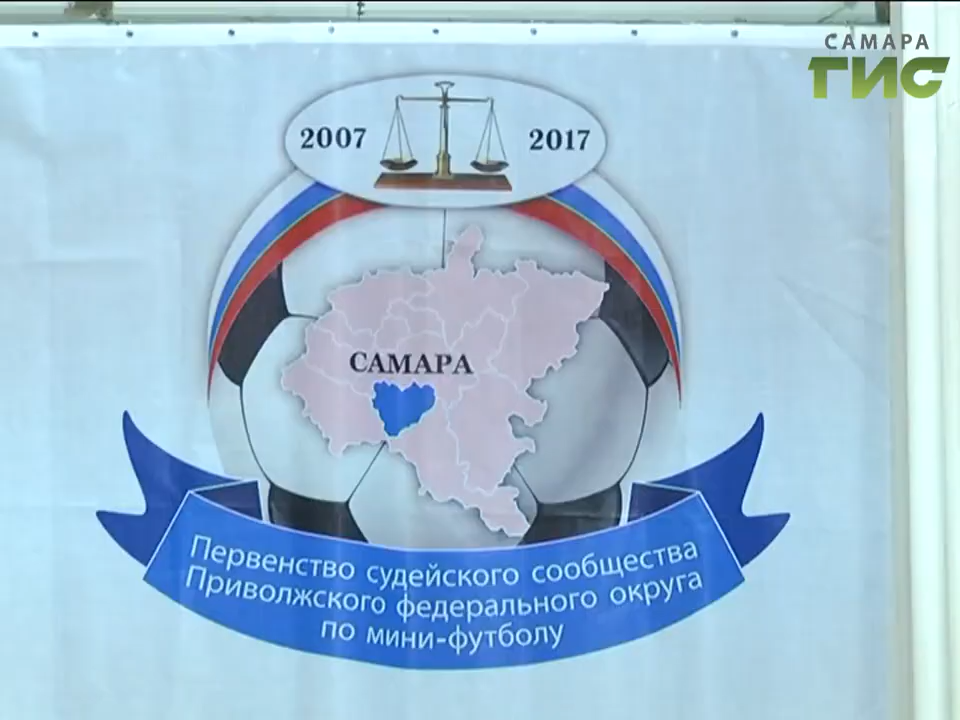 САМАРА
ГИС
2007 2017
САМАРА
Первенство судейского сообщества
Приволжского федерального округа
по мини-футболу